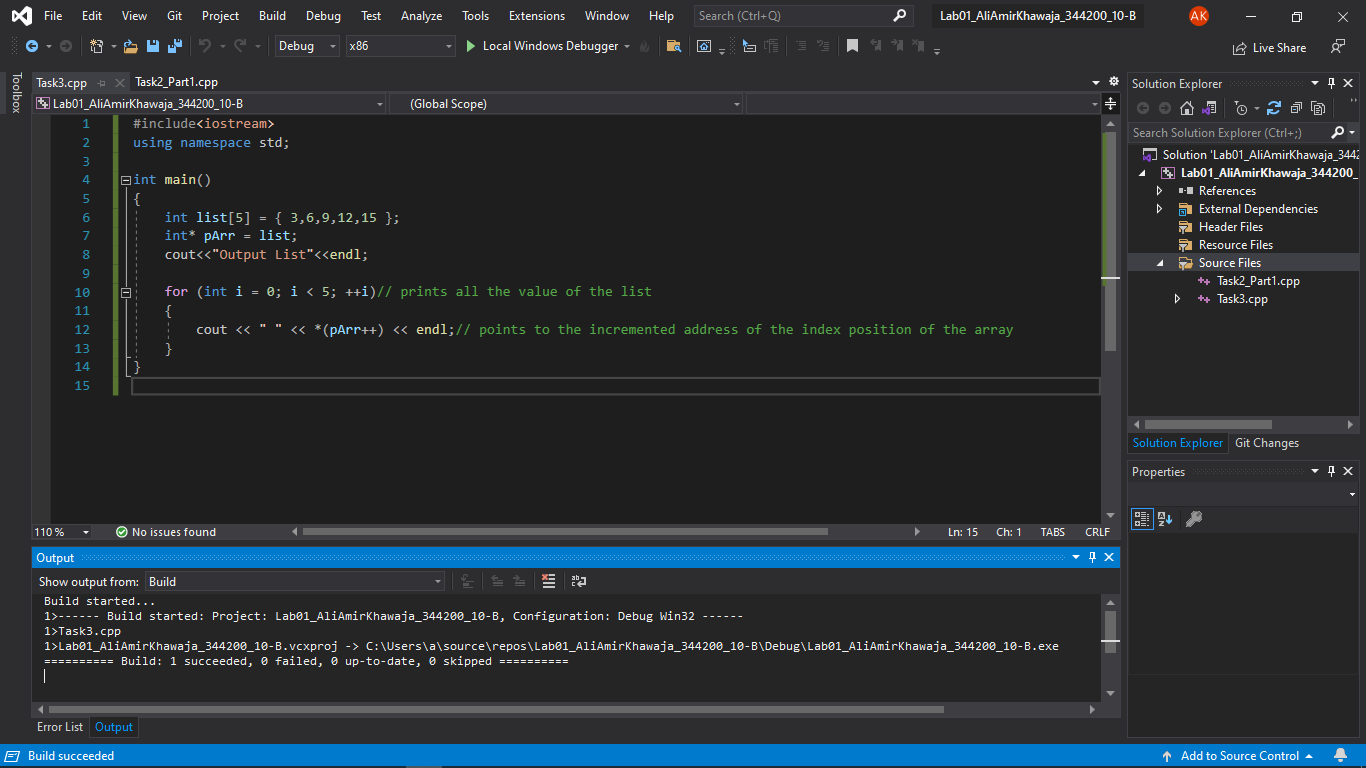 File Edit View Git Project Build Debug Test Analyze Tools Extensions Window Help Search (Ctrl+Q) Lab01_AliAmirKhawaja_344200_10-B AK
Debug x86 Local Windows Debugger Live Share
Toolbox
Task3.cpp Task2_Part1.cpp
Lab01_AliAmirKhawaja_344200_10-B (Global Scope)
1 #include<iostream>
2 using namespace std;
3
4 int main()
5 {
6 int list[5] = { 3,6,9,12,15 };
7 int* pArr = list;
8 cout<<"Output List"<<endl;
9
10 for (int i = 0; i < 5; ++i)// prints all the value of the list
11 {
12 cout << " " << *(pArr++) << endl;// points to the incremented address of the index position of the array
13 }
14 }
15
110 % No issues found Ln: 15 Ch: 1 TABS CRLF
Output
Show output from: Build
Build started...
1>------ Build started: Project: Lab01_AliAmirKhawaja_344200_10-B, Configuration: Debug Win32 ------
1>Task3.cpp
1>Lab01_AliAmirKhawaja_344200_10-B.vcxproj -> C:\Users\a\source\repos\Lab01_AliAmirKhawaja_344200_10-B\Debug\Lab01_AliAmirKhawaja_344200_10-B.exe
========== Build: 1 succeeded, 0 failed, 0 up-to-date, 0 skipped ==========
Error List Output
Solution Explorer
Search Solution Explorer (Ctrl+;)
Solution 'Lab01_AliAmirKhawaja_344
Lab01_AliAmirKhawaja_344200_
References
External Dependencies
Header Files
Resource Files
Source Files
Task2_Part1.cpp
Task3.cpp
Solution Explorer Git Changes
Properties
Build succeeded Add to Source Control